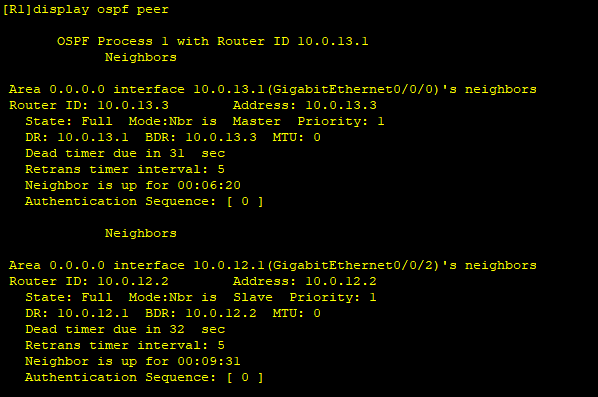 [R1]display ospf peer
OSPF Process 1 with Router ID 10.0.13.1
Neighbors
Area 0.0.0.0 interface 10.0.13.1(GigabitEthernet0/0/0)'s neighbors
Router ID: 10.0.13.3 Address: 10.0.13.3
State: Full Mode:Nbr is Master Priority: 1
DR: 10.0.13.1 BDR: 10.0.13.3 MTU: 0
Dead timer due in 31 sec
Retrans timer interval: 5
Neighbor is up for 00:06:20
Authentication Sequence: [ 0 ]
Neighbors
Area 0.0.0.0 interface 10.0.12.1(GigabitEthernet0/0/2)'s neighbors
Router ID: 10.0.12.2 Address: 10.0.12.2
State: Full Mode:Nbr is Slave Priority: 1
DR: 10.0.12.1 BDR: 10.0.12.2 MTU: 0
Dead timer due in 32 sec
Retrans timer interval: 5
Neighbor is up for 00:09:31
Authentication Sequence: [ 0 ]